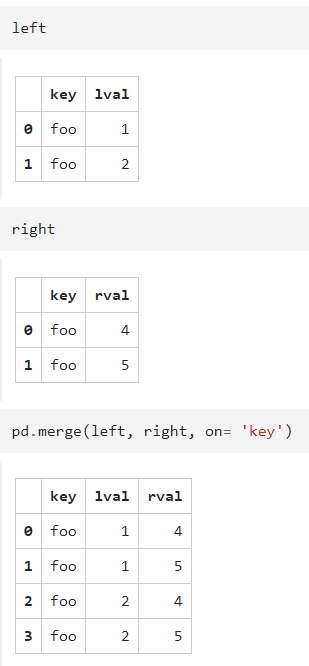 left
key lval
0 foo 1
1 foo 2
right
key rval
0 foo 4
1 foo 5
pd.merge(left, right, on= 'key')
key lval rval
0 foo 1 4
1 foo 1 5
2 foo 2 4
3 foo 2 5